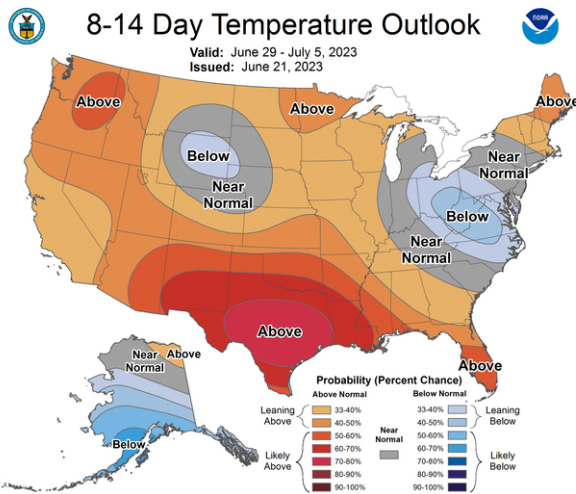 NOAA
8-14 Day Temperature Outlook
Valid: June 29 - July 5, 2023
Issued: June 21, 2023
Above
Above
Above
Below
Near
Normal
Near
Normal
Below
Near
Normal
Above
Above
Near
Normal
Above
Below
Probability (Percent Chance)
Above Normal
Below Normal
Leaning
Above
33-40%
40-50%
Likely
Above
50-60%
60-70%
70-80%
80-90%
90-100%
Near
Normal
33-40%
40-50%
Leaning
Below
50-60%
60-70%
70-80%
80-90%
90-100%
Likely
Below